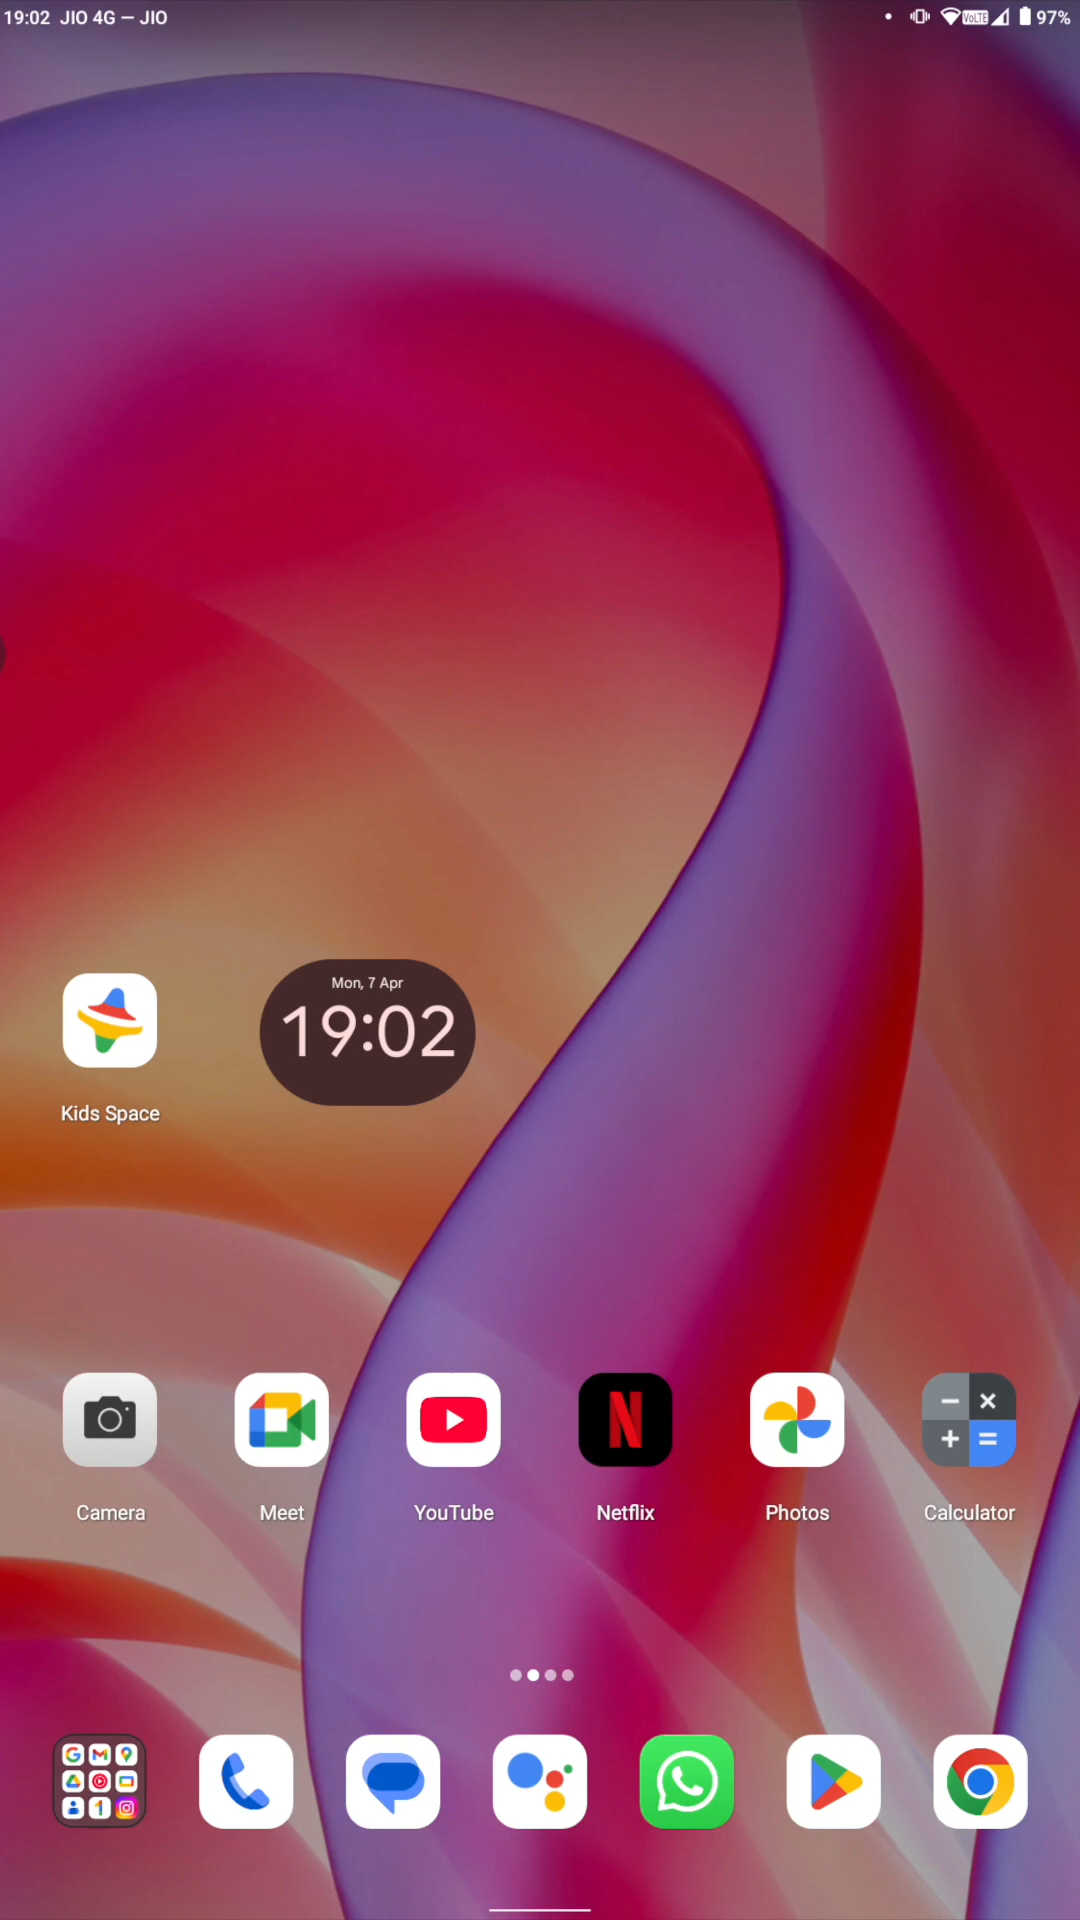 19:02 JIO 4G — JIO
VoLTE 97%
Mon, 7 Apr
19:02
Kids Space
Camera Meet YouTube Netflix Photos Calculator